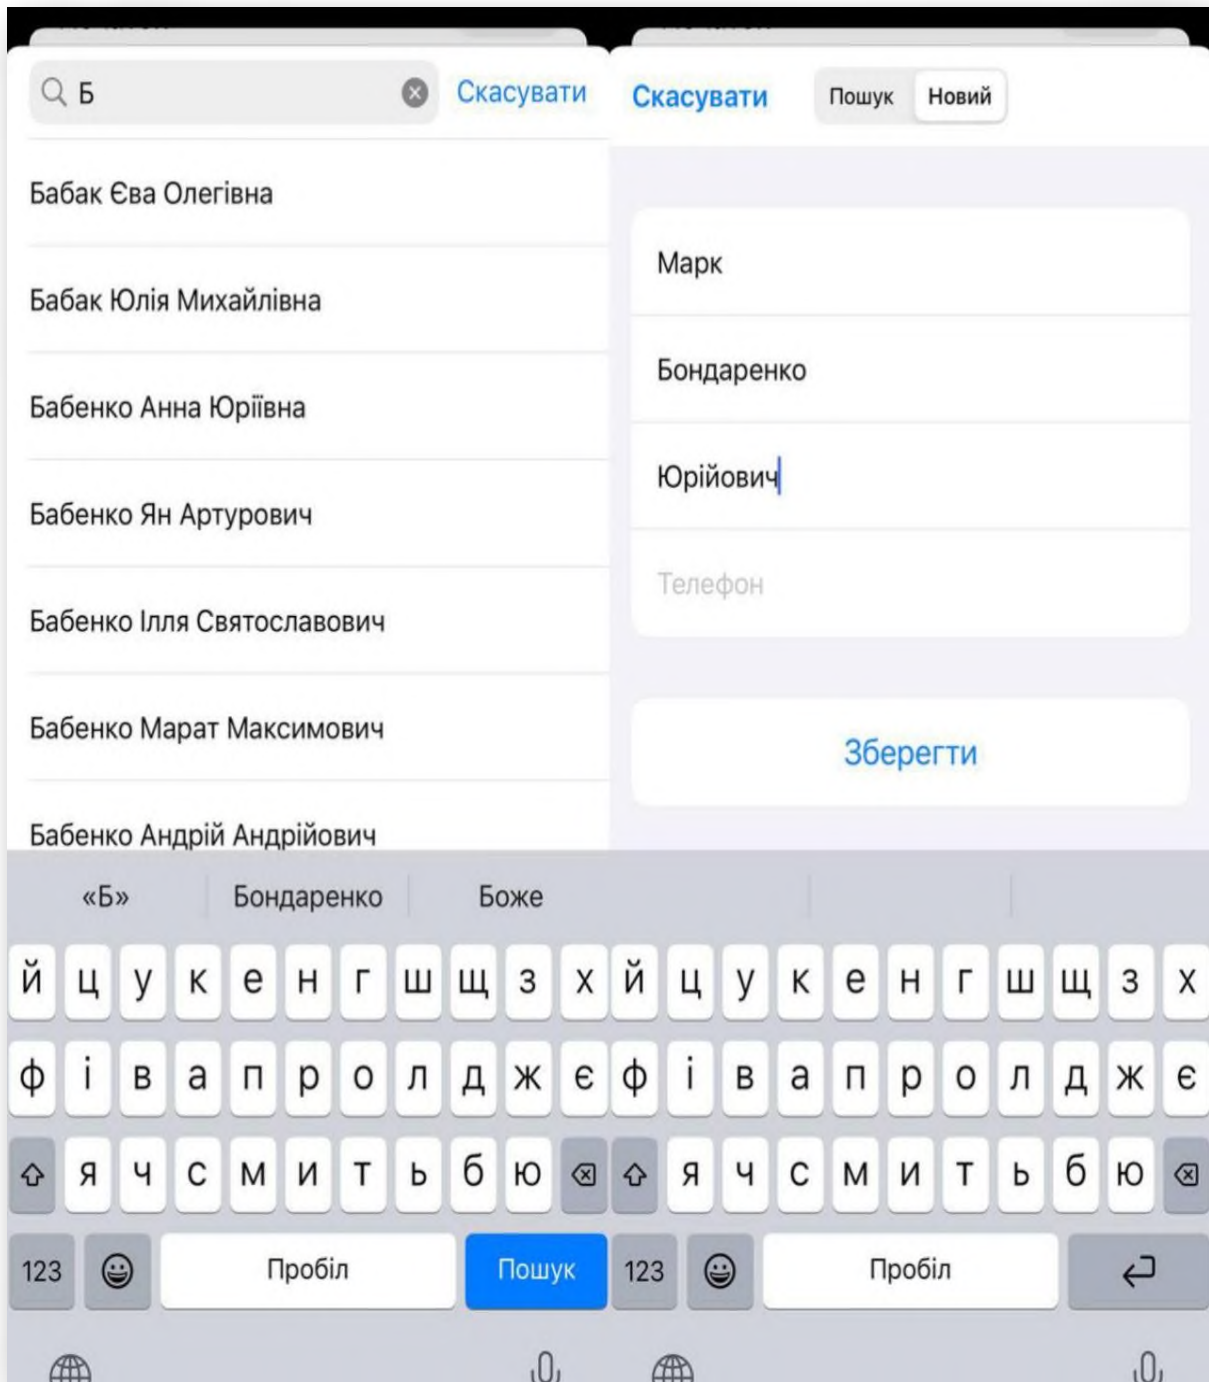 Б
Скасувати
Бабак Єва Олегівна
Бабак Юлія Михайлівна
Бабенко Анна Юріївна
Бабенко Ян Артурович
Бабенко Ілля Святославович
Бабенко Марат Максимович
Бабенко Андрій Андрійович
«Б» Бондаренко Боже
й ц у к е н г ш щ з х
ф і в а п р о л д ж є
я ч с м и т ь б ю
123 Пробіл Пошук
Скасувати Пошук Новий
Марк
Бондаренко
Юрійович
Телефон
Зберегти
й ц у к е н г ш щ з х
ф і в а п р о л д ж є
я ч с м и т ь б ю
123 Пробіл